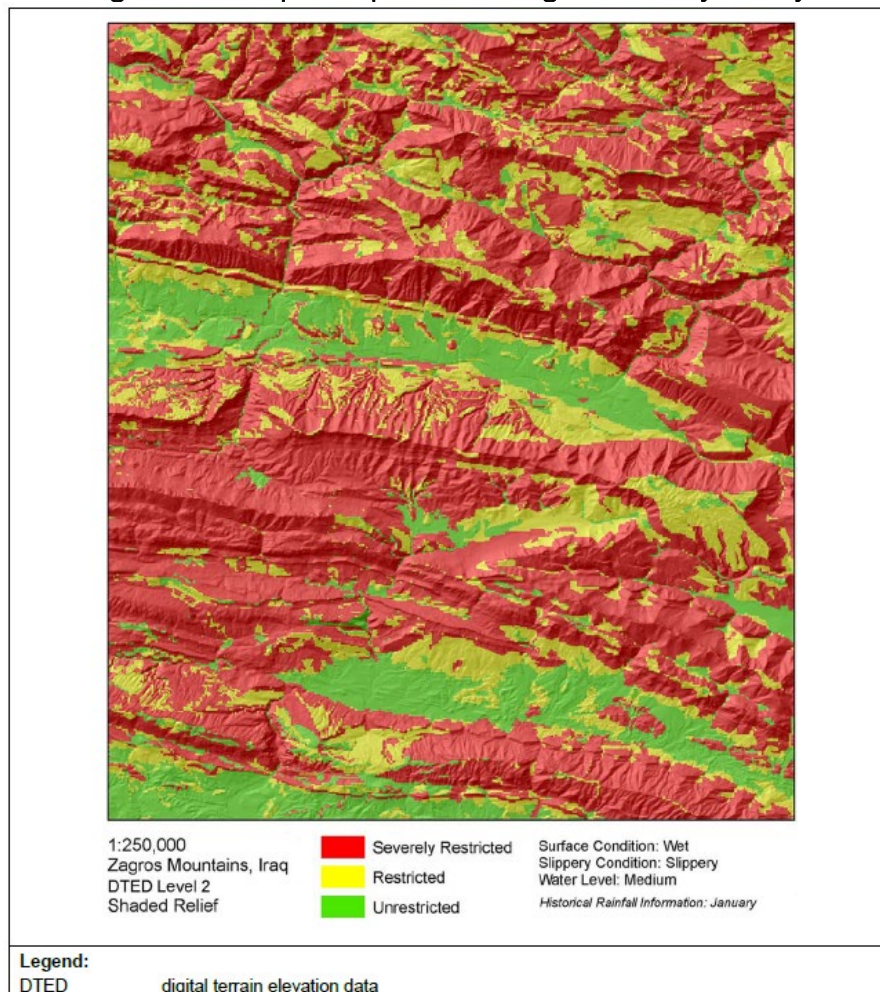 1:250,000
Zagros Mountains, Iraq
DTED Level 2
Shaded Relief
Severely Restricted
Restricted
Unrestricted
Surface Condition: Wet
Slippery Condition: Slippery
Water Level: Medium
Historical Rainfall Information: January
Legend:
DTED digital terrain elevation data